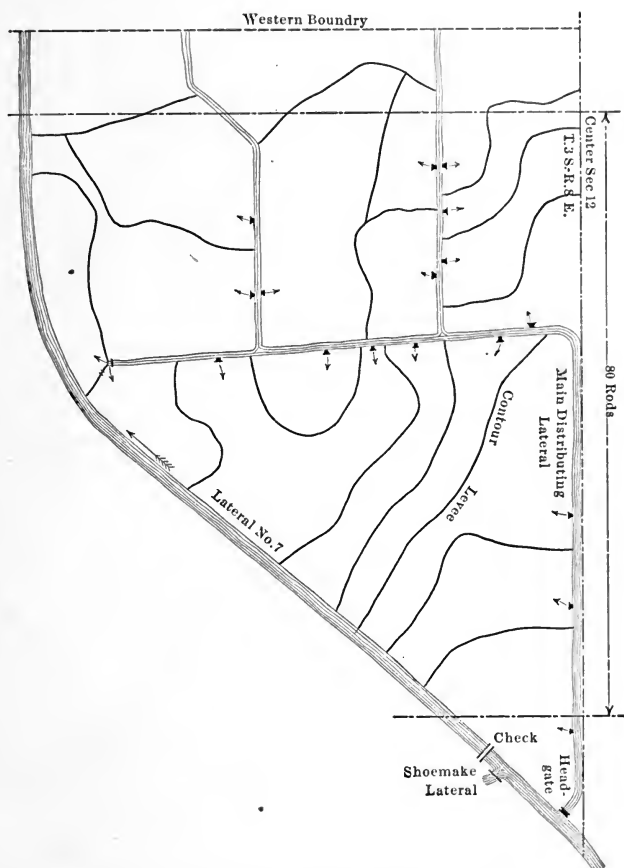 Western Boundry
Center Sec 12
T.3 S.-R.8 E.
80 Rods
Main Distributing
Lateral
Contour
Levee
Lateral No.7
Check
Shoemake
Lateral
Head-
gate